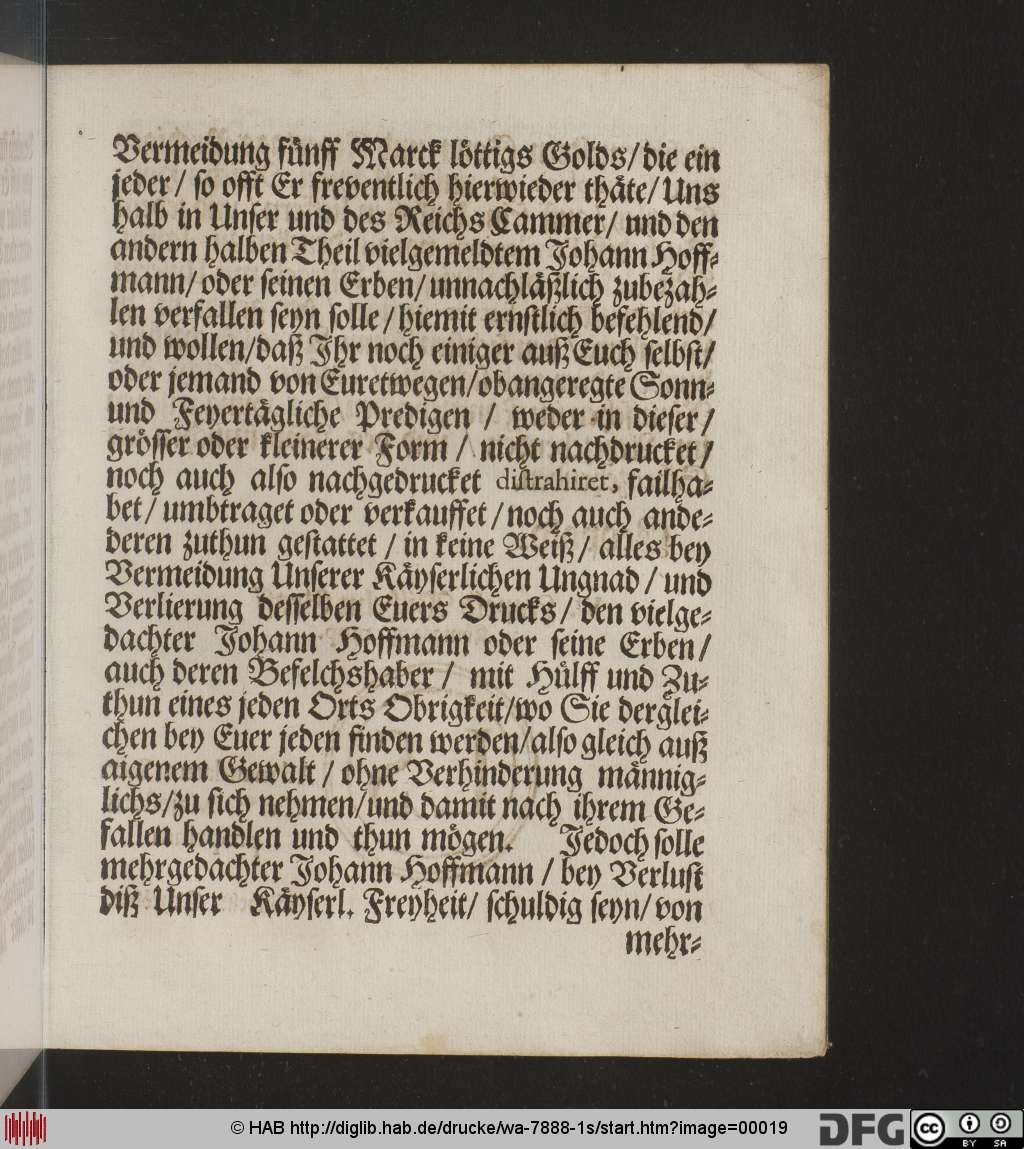 Vermeidung fünff Marck löttigs Golds/ die ein
jeder/ so offt Er freventlich hierwieder thäte/ Uns
halb in Unser und des Reichs Cammer/ und den
andern halben Theil vielgemeldtem Johann Hoff-
mann/ oder seinen Erben/ unnachläßlich zubezah-
len verfallen seyn solle/ hiemit ernstlich befehlend/
und wollen/ daß Ihr noch einiger auß Euch selbst/
oder jemand von Euretwegen/ obangeregte Sonn-
und Feyertägliche Predigen / weder in dieser/
grösser oder kleinerer Form / nicht nachdrucket/
noch auch also nachgedrucket distrahiret, failha-
bet/ umbtraget oder verkauffet/ noch auch ande-
deren zuthun gestattet / in keine Weiß/ alles bey
Vermeidung Unserer Käyserlichen Ungnad/ und
Verlierung desselben Euers Drucks/ den vielge-
dachter Johann Hoffmann oder seine Erben/
auch deren Befelchshaber/ mit Hülff und Zu-
thun eines jeden Orts Obrigkeit/ wo Sie derglei-
chen bey Euer jeden finden werden/ also gleich auß
aigenem Gewalt / ohne Verhinderung männig-
lichs/ zu sich nehmen/ und damit nach ihrem Ge-
fallen handlen und thun mögen. Jedoch solle
mehrgedachter Johann Hoffmann / bey Verlust
diß Unser Käyserl. Freyheit/ schuldig seyn/ von
mehr-
© HAB http://diglib.hab.de/drucke/wa-7888-1s/start.htm?image=00019
DFG
cc
BY SA